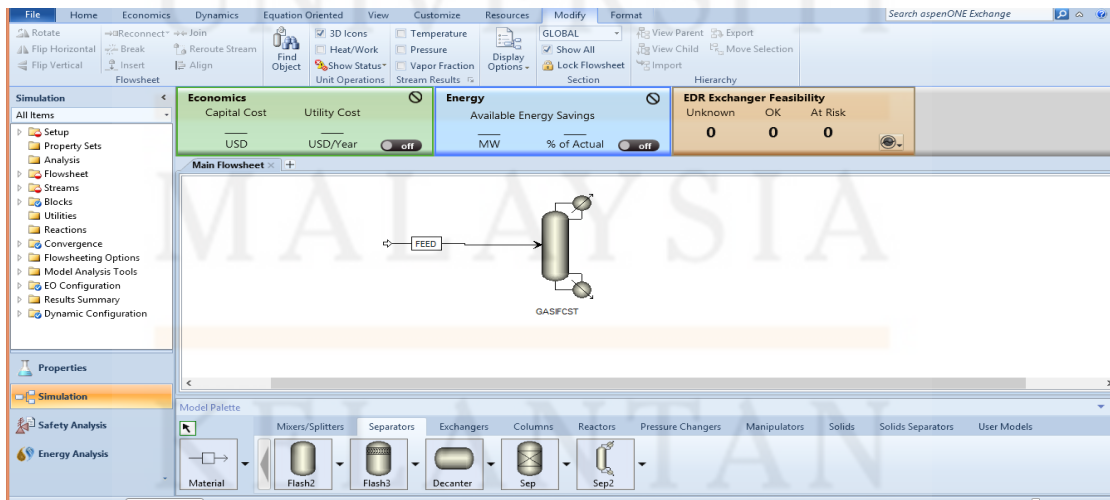 File Home Economics Dynamics Equation Oriented View Customize Resources Modify Format Search aspenONE Exchange
Rotate Reconnect Join 3D Icons Temperature GLOBAL View Parent Export
Flip Horizontal Break Reroute Stream Find Object Heat/Work Pressure Display Options Show All View Child Move Selection
Flip Vertical Insert Align Show Status Vapor Fraction Lock Flowsheet Import
Flowsheet Unit Operations Stream Results Section Hierarchy
Simulation <
All Items
Setup
Property Sets
Analysis
Flowsheet
Streams
Blocks
Utilities
Reactions
Convergence
Flowsheeting Options
Model Analysis Tools
EO Configuration
Results Summary
Dynamic Configuration
Properties
Simulation
Safety Analysis
Energy Analysis
Economics
Capital Cost Utility Cost
USD USD/Year off
Energy
Available Energy Savings
MW % of Actual off
EDR Exchanger Feasibility
Unknown OK At Risk
0 0 0
Main Flowsheet × +
MALAYSIA
FEED
GASIFCST
Model Palette
Mixers/Splitters Separators Exchangers Columns Reactors Pressure Changers Manipulators Solids Solids Separators User Models
Material Flash2 Flash3 Decanter Sep Sep2
KELANTAN